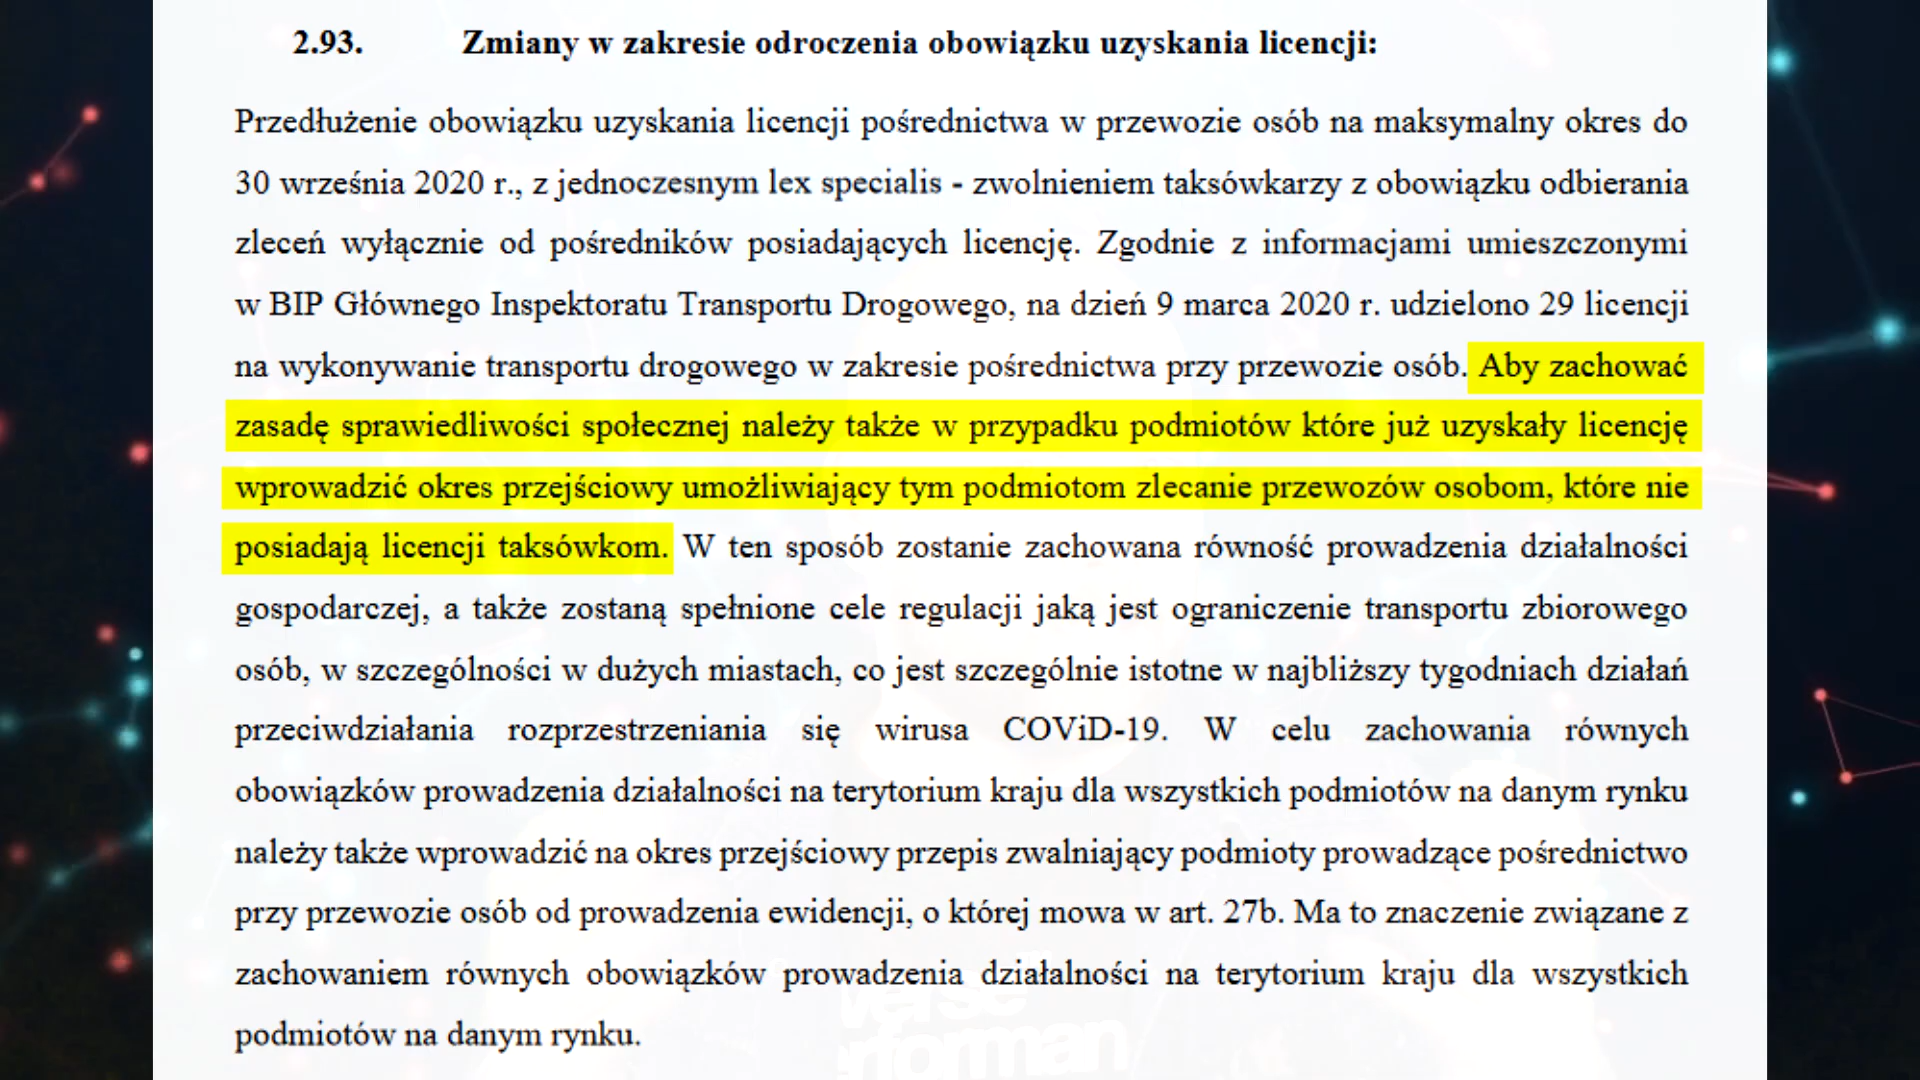 2.93. Zmiany w zakresie odroczenia obowiązku uzyskania licencji:
Przedłużenie obowiązku uzyskania licencji pośrednictwa w przewozie osób na maksymalny okres do
30 września 2020 r., z jednoczesnym lex specialis - zwolnieniem taksówkarzy z obowiązku odbierania
zleceń wyłącznie od pośredników posiadających licencję. Zgodnie z informacjami umieszczonymi
w BIP Głównego Inspektoratu Transportu Drogowego, na dzień 9 marca 2020 r. udzielono 29 licencji
na wykonywanie transportu drogowego w zakresie pośrednictwa przy przewozie osób. Aby zachować
zasadę sprawiedliwości społecznej należy także w przypadku podmiotów które już uzyskały licencję
wprowadzić okres przejściowy umożliwiający tym podmiotom zlecanie przewozów osobom, które nie
posiadają licencji taksówkom. W ten sposób zostanie zachowana równość prowadzenia działalności
gospodarczej, a także zostaną spełnione cele regulacji jaką jest ograniczenie transportu zbiorowego
osób, w szczególności w dużych miastach, co jest szczególnie istotne w najbliższy tygodniach działań
przeciwdziałania rozprzestrzeniania się wirusa COViD-19. W celu zachowania równych
obowiązków prowadzenia działalności na terytorium kraju dla wszystkich podmiotów na danym rynku
należy także wprowadzić na okres przejściowy przepis zwalniający podmioty prowadzące pośrednictwo
przy przewozie osób od prowadzenia ewidencji, o której mowa w art. 27b. Ma to znaczenie związane z
zachowaniem równych obowiązków prowadzenia działalności na terytorium kraju dla wszystkich
podmiotów na danym rynku.